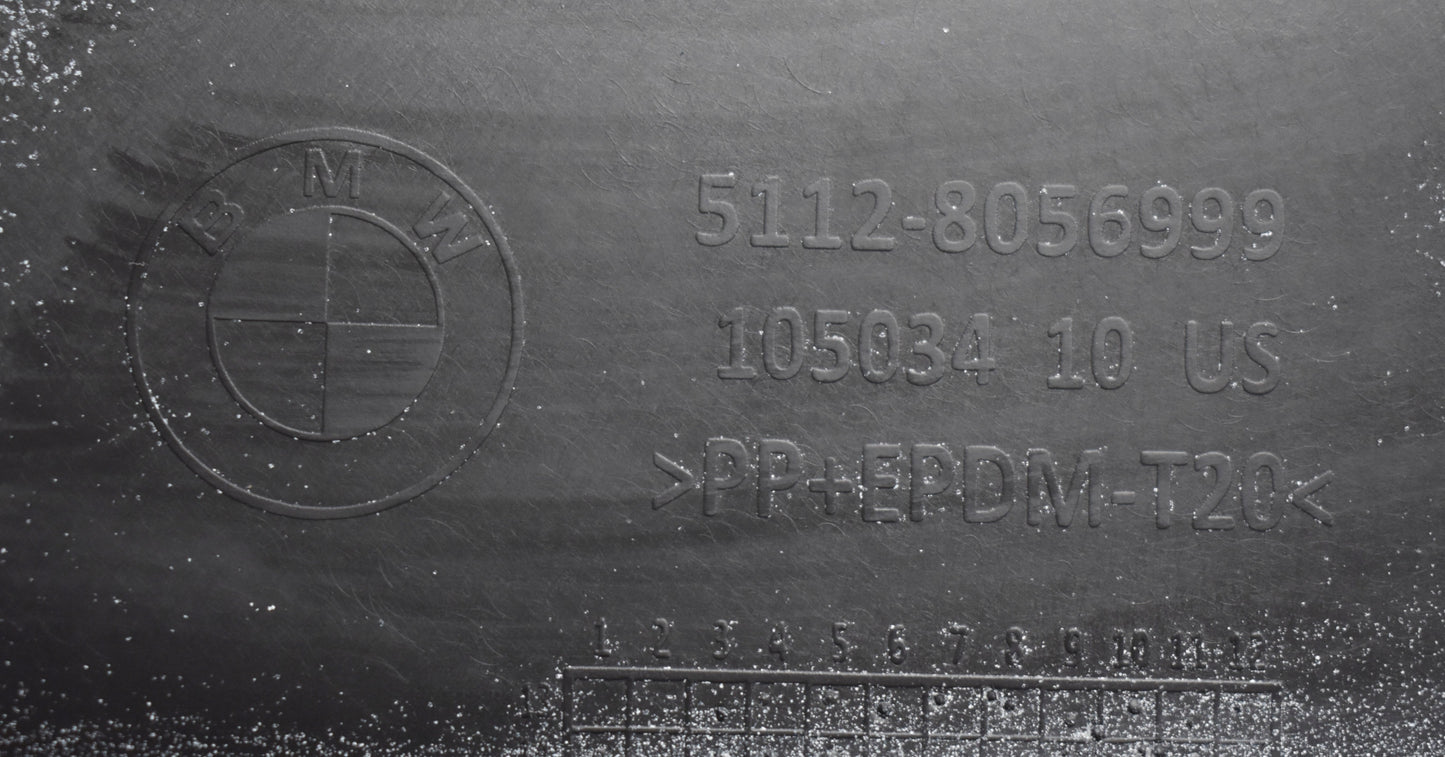 BMW
5112-8056999
105034 10 US
>PP+EPDM-T20<
1 2 3 4 5 6 7 8 9 10 11 12